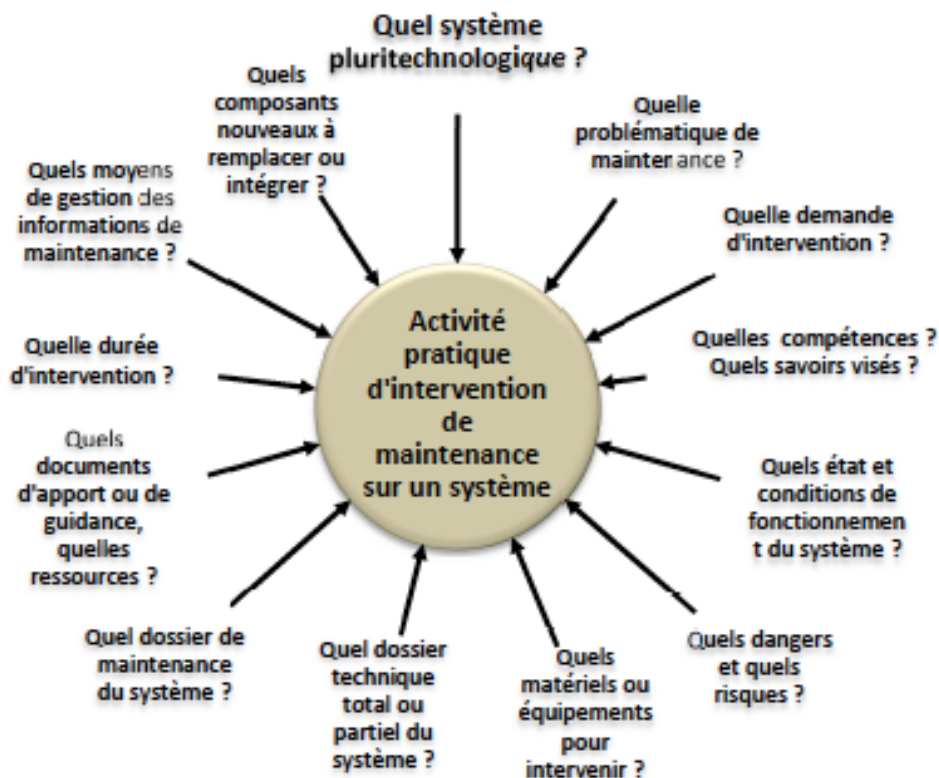 Quel système
pluritechnologique ?
Quels
composants
nouveaux à
remplacer ou
intégrer ?
Quelle
problématique de
maintenance ?
Quels moyens
de gestion des
informations de
maintenance ?
Quelle demande
d'intervention ?
Activité
pratique
d'intervention
de
maintenance
sur un système
Quelle durée
d'intervention ?
Quelles compétences ?
Quels savoirs visés ?
Quels
documents
d'apport ou de
guidance,
quelles
ressources ?
Quels état et
conditions de
fonctionnemen
t du système ?
Quel dossier de
maintenance
du système ?
Quel dossier
technique
total ou
partiel du
système ?
Quels
matériels ou
équipements
pour
intervenir ?
Quels dangers
et quels
risques ?